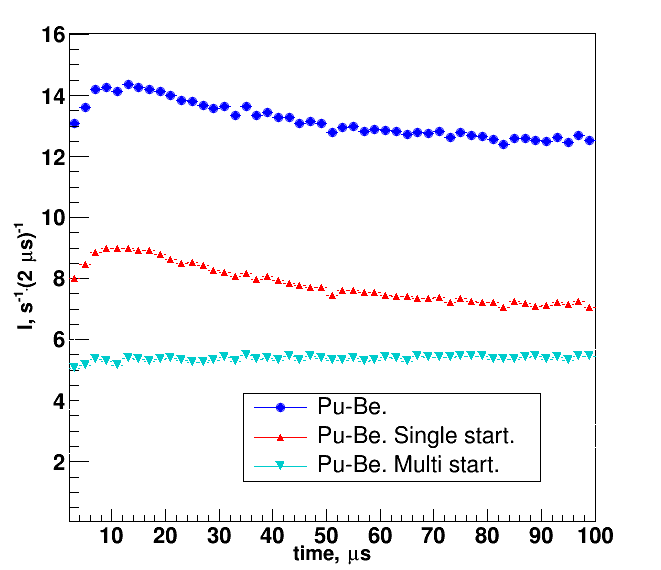 16
14
12
10
8
6
4
2
I, s⁻¹·(2 μs)⁻¹
Pu-Be.
Pu-Be. Single start.
Pu-Be. Multi start.
10 20 30 40 50 60 70 80 90 100
time, μs